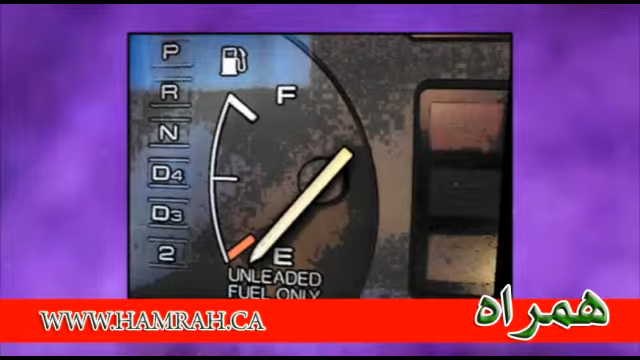 P
R
N
D4
D3
2
F
E
UNLEADED
FUEL ONLY
WWW.HAMRAH.CA
همراه